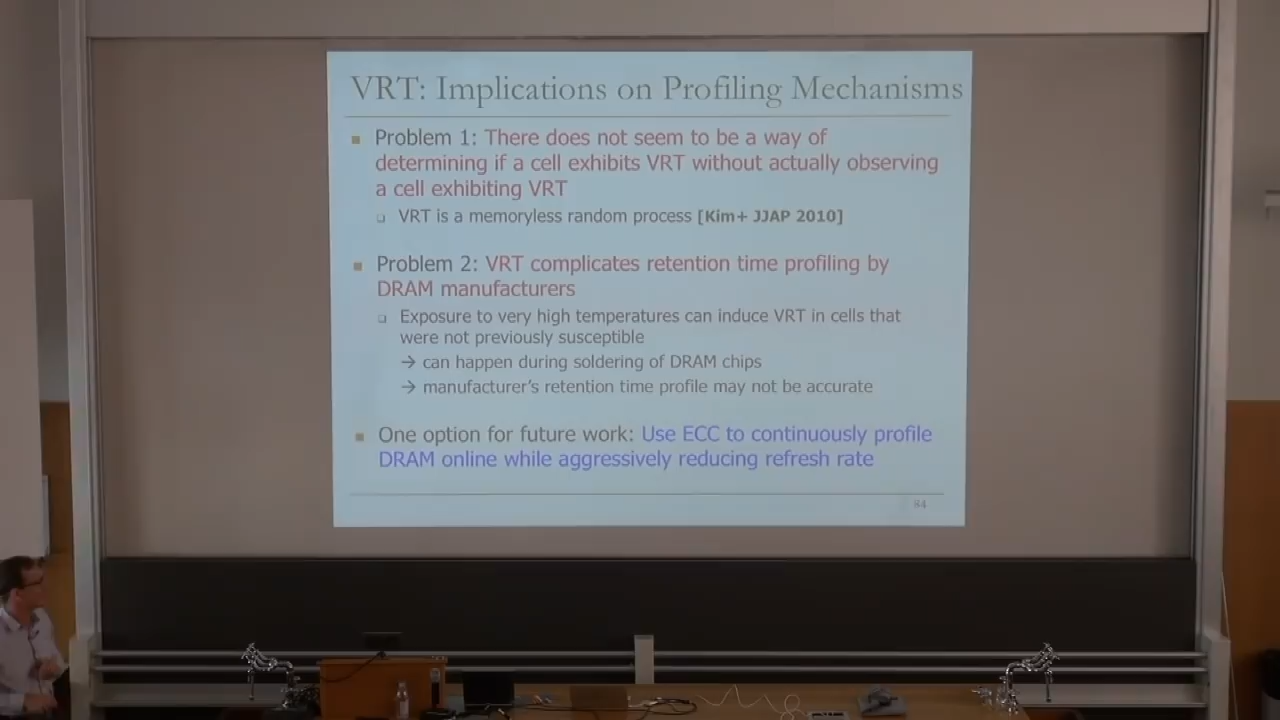 VRT: Implications on Profiling Mechanisms
Problem 1: There does not seem to be a way of
determining if a cell exhibits VRT without actually observing
a cell exhibiting VRT
VRT is a memoryless random process [Kim+ JJAP 2010]
Problem 2: VRT complicates retention time profiling by
DRAM manufacturers
Exposure to very high temperatures can induce VRT in cells that
were not previously susceptible
→ can happen during soldering of DRAM chips
→ manufacturer's retention time profile may not be accurate
One option for future work: Use ECC to continuously profile
DRAM online while aggressively reducing refresh rate
84